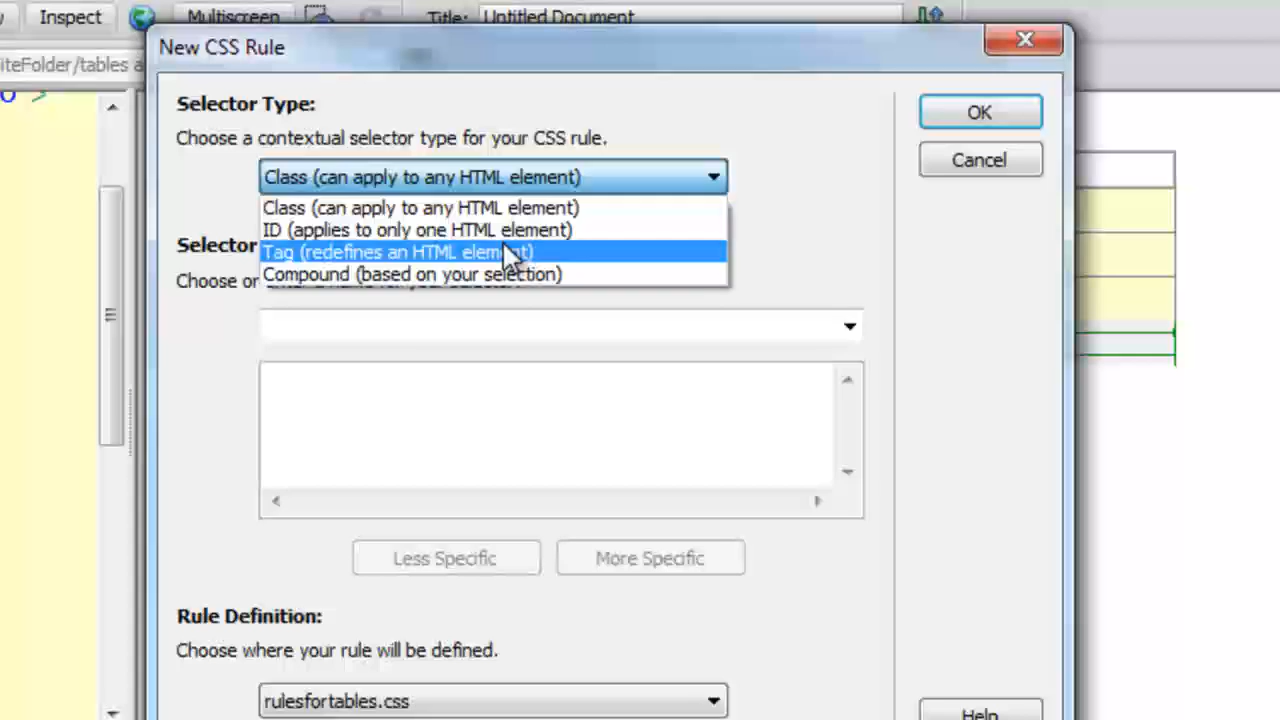 Inspect
Multiscreen
Title:
Untitled Document
New CSS Rule
iteFolder/tables a
O >
Selector Type:
Choose a contextual selector type for your CSS rule.
OK
Cancel
Class (can apply to any HTML element)
Class (can apply to any HTML element)
ID (applies to only one HTML element)
Selector
Tag (redefines an HTML element)
Choose or
Compound (based on your selection)
Less Specific
More Specific
Rule Definition:
Choose where your rule will be defined.
rulesfortables.css
Help